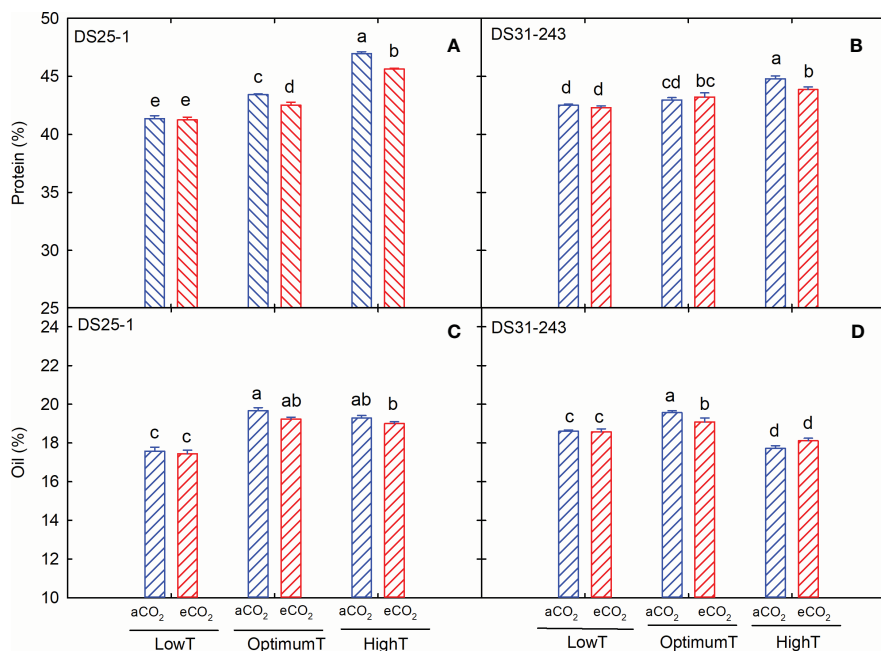 50
45
40
35
30
25
Protein (%)
DS25-1
A
e e c d a b
DS31-243
B
d d cd bc a b
24
22
20
18
16
14
12
10
Oil (%)
DS25-1
C
c c a ab ab b
DS31-243
D
c c a b d d
aCO₂ eCO₂ aCO₂ eCO₂ aCO₂ eCO₂ aCO₂ eCO₂ aCO₂ eCO₂ aCO₂ eCO₂
LowT OptimumT HighT LowT OptimumT HighT